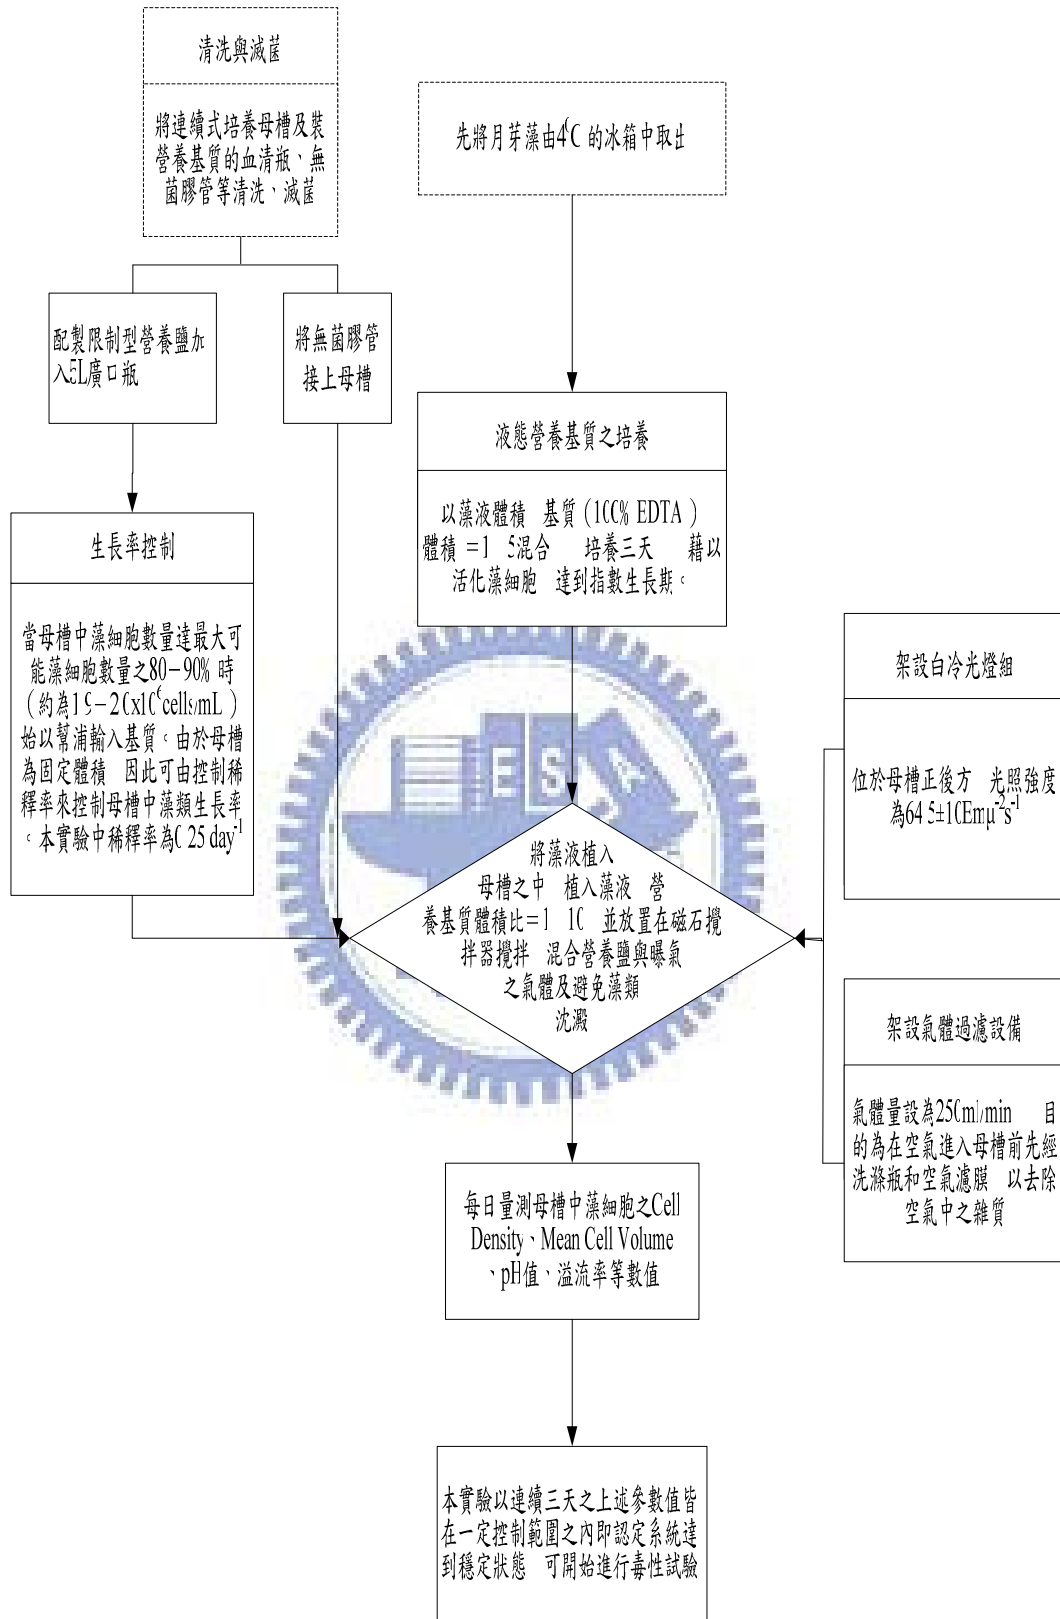 清洗與滅菌
將連續式培養母槽及裝
營養基質的血清瓶、無
菌膠管等清洗、滅菌
先將月芽藻由4°C 的冰箱中取出
配製限制型營養鹽加
入5L廣口瓶
將無菌膠管
接上母槽
液態營養基質之培養
以藻液體積 基質（100% EDTA）
體積 =1 5混合 培養三天 藉以
活化藻細胞 達到指數生長期。
生長率控制
當母槽中藻細胞數量達最大可
能藻細胞數量之80-90% 時
（約為1 9-2 0x10⁶cells/mL）
始以幫浦輸入基質。由於母槽
為固定體積 因此可由控制稀
釋率來控制母槽中藻類生長率
。本實驗中稀釋率為0 25 day⁻¹
架設白冷光燈組
位於母槽正後方 光照強度
為64 5±10Emμ⁻²s⁻¹
ESA
將藻液植入
母槽之中 植入藻液 營
養基質體積比=1 10 並放置在磁石攪
拌器攪拌 混合營養鹽與曝氣
之氣體及避免藻類
沈澱
架設氣體過濾設備
氣體量設為250ml/min 目
的為在空氣進入母槽前先經
洗滌瓶和空氣濾膜 以去除
空氣中之雜質
每日量測母槽中藻細胞之Cell
Density、Mean Cell Volume
、pH值、溢流率等數值
本實驗以連續三天之上述參數值皆
在一定控制範圍之內即認定系統達
到穩定狀態 可開始進行毒性試驗